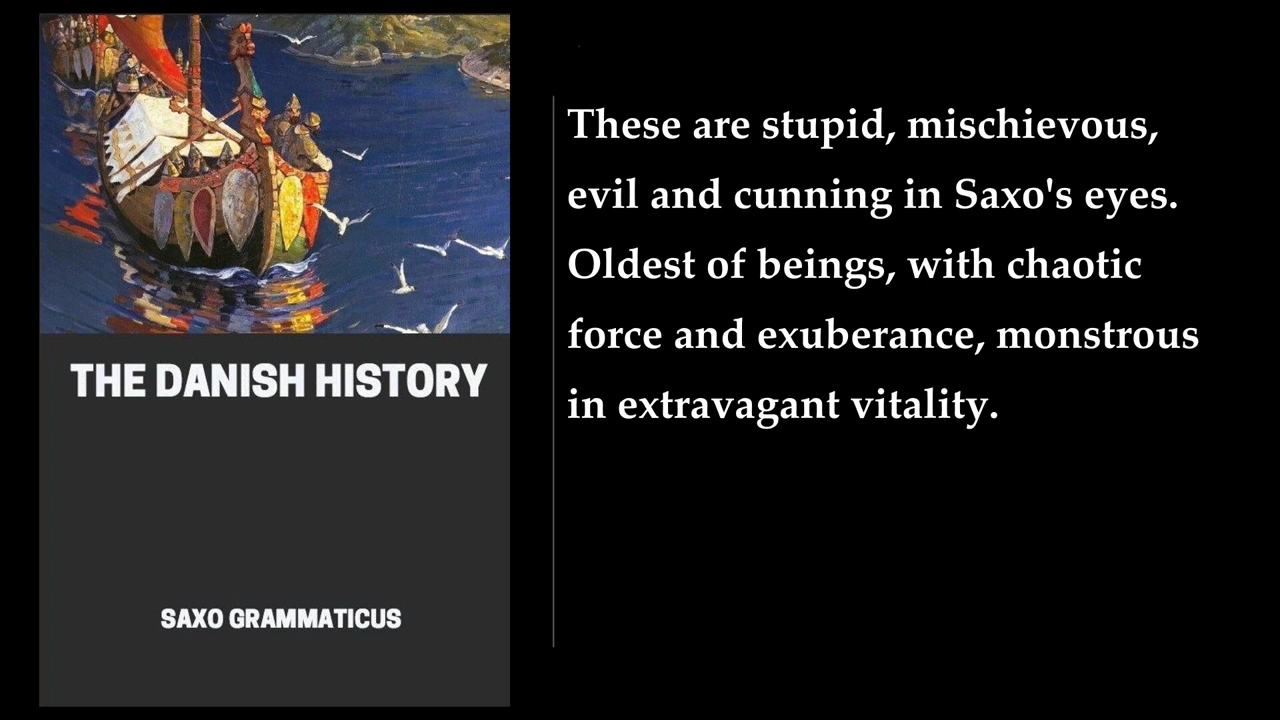 THE DANISH HISTORY
SAXO GRAMMATICUS
These are stupid, mischievous,
evil and cunning in Saxo's eyes.
Oldest of beings, with chaotic
force and exuberance, monstrous
in extravagant vitality.